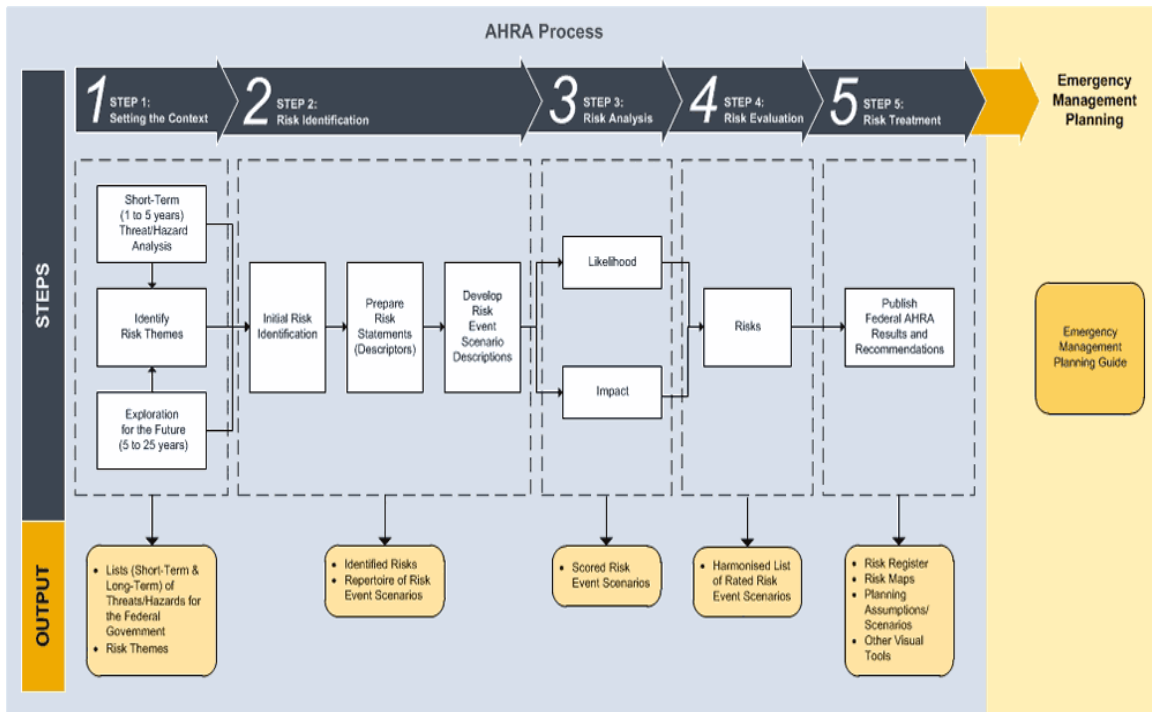 AHRA Process
1
STEP 1:
Setting the Context
2
STEP 2:
Risk Identification
3
STEP 3:
Risk Analysis
4
STEP 4:
Risk Evaluation
5
STEP 5:
Risk Treatment
Emergency
Management
Planning
STEPS
Short-Term
(1 to 5 years)
Threat/Hazard
Analysis
Identify
Risk Themes
Exploration
for the Future
(5 to 25 years)
Initial Risk
Identification
Prepare
Risk
Statements
(Descriptors)
Develop
Risk
Event
Scenario
Descriptions
Likelihood
Impact
Risks
Publish
Federal AHRA
Results and
Recommendations
Emergency
Management
Planning Guide
OUTPUT
• Lists (Short-Term &
Long-Term) of
Threats/Hazards for
the Federal
Government
• Risk Themes
• Identified Risks
• Repertoire of Risk
Event Scenarios
• Scored Risk
Event Scenarios
• Harmonised List
of Rated Risk
Event Scenarios
• Risk Register
• Risk Maps
• Planning
Assumptions/
Scenarios
• Other Visual
Tools